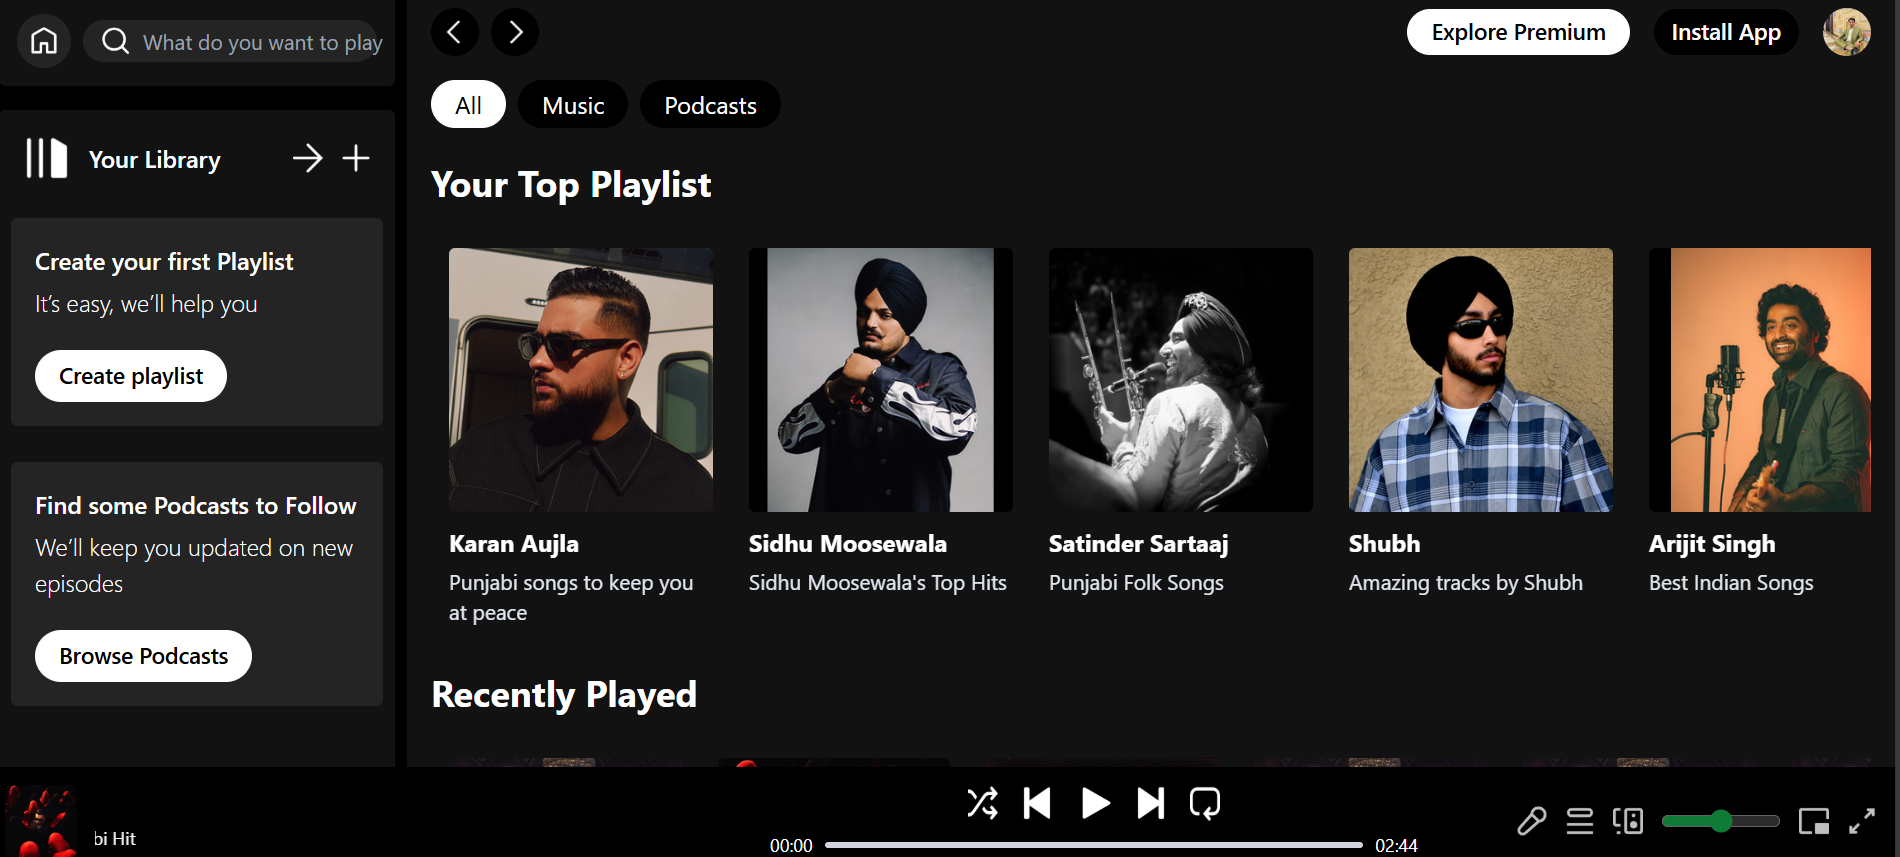 What do you want to play
Explore Premium
Install App
All
Music
Podcasts
Your Library
Create your first Playlist
It's easy, we'll help you
Create playlist
Find some Podcasts to Follow
We'll keep you updated on new
episodes
Browse Podcasts
Your Top Playlist
Karan Aujla
Punjabi songs to keep you
at peace
Sidhu Moosewala
Sidhu Moosewala's Top Hits
Satinder Sartaaj
Punjabi Folk Songs
Shubh
Amazing tracks by Shubh
Arijit Singh
Best Indian Songs
Recently Played
bi Hit
00:00
02:44